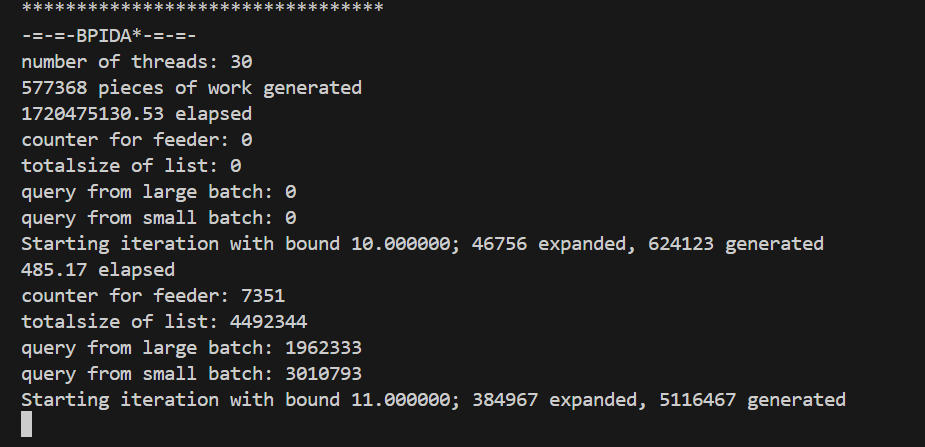 *********************************
-=-=-BPIDA*-=-=-
number of threads: 30
577368 pieces of work generated
1720475130.53 elapsed
counter for feeder: 0
totalsize of list: 0
query from large batch: 0
query from small batch: 0
Starting iteration with bound 10.000000; 46756 expanded, 624123 generated
485.17 elapsed
counter for feeder: 7351
totalsize of list: 4492344
query from large batch: 1962333
query from small batch: 3010793
Starting iteration with bound 11.000000; 384967 expanded, 5116467 generated